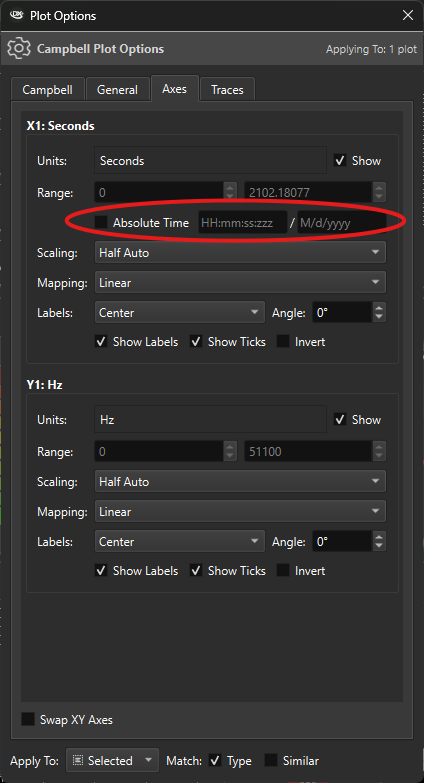 Plot Options
Campbell Plot Options Applying To: 1 plot
Campbell General Axes Traces
X1: Seconds
Units: Seconds Show
Range: 0 2102.18077
Absolute Time HH:mm:ss:zzz / M/d/yyyy
Scaling: Half Auto
Mapping: Linear
Labels: Center Angle: 0°
Show Labels Show Ticks Invert
Y1: Hz
Units: Hz Show
Range: 0 51100
Scaling: Half Auto
Mapping: Linear
Labels: Center Angle: 0°
Show Labels Show Ticks Invert
Swap XY Axes
Apply To: Selected Match: Type Similar